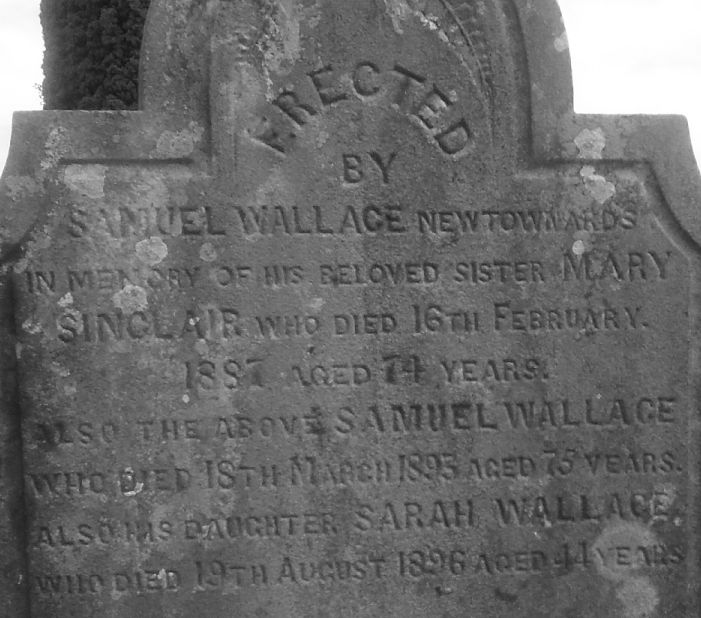 ERECTED
BY
SAMUEL WALLACE NEWTOWNARDS
IN MEMORY OF HIS BELOVED SISTER MARY
SINCLAIR WHO DIED 16TH FEBRUARY.
1887 AGED 74 YEARS.
ALSO THE ABOVE SAMUEL WALLACE
WHO DIED 18TH MARCH 1893 AGED 75 YEARS.
ALSO HIS DAUGHTER SARAH WALLACE,
WHO DIED 19TH AUGUST 1896 AGED 44 YEARS